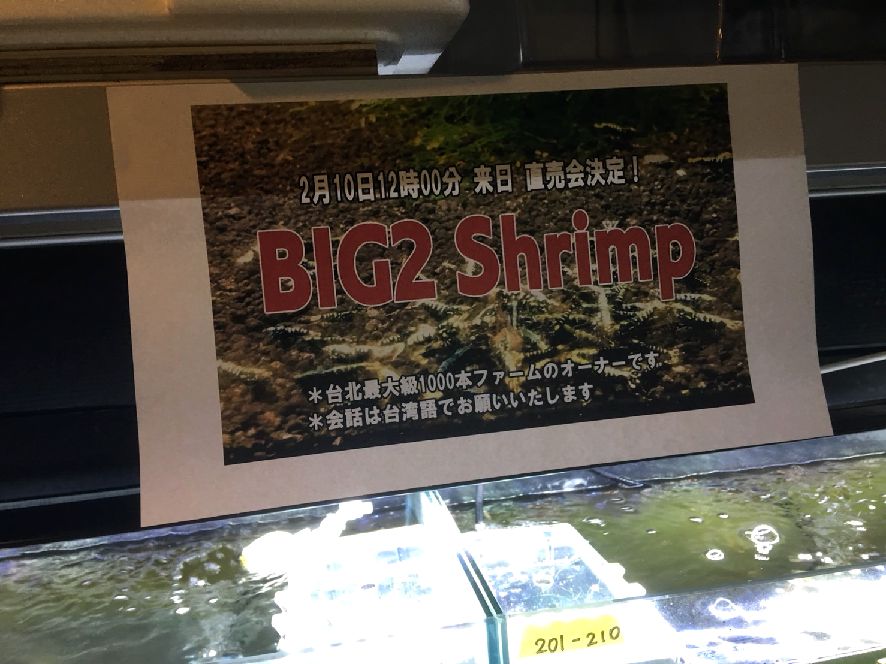 2月10日12時00分 来日 直売会決定！
BIG2 Shrimp
＊台北最大級1000本ファームのオーナーです
＊会話は台湾語でお願いいたします
201-210